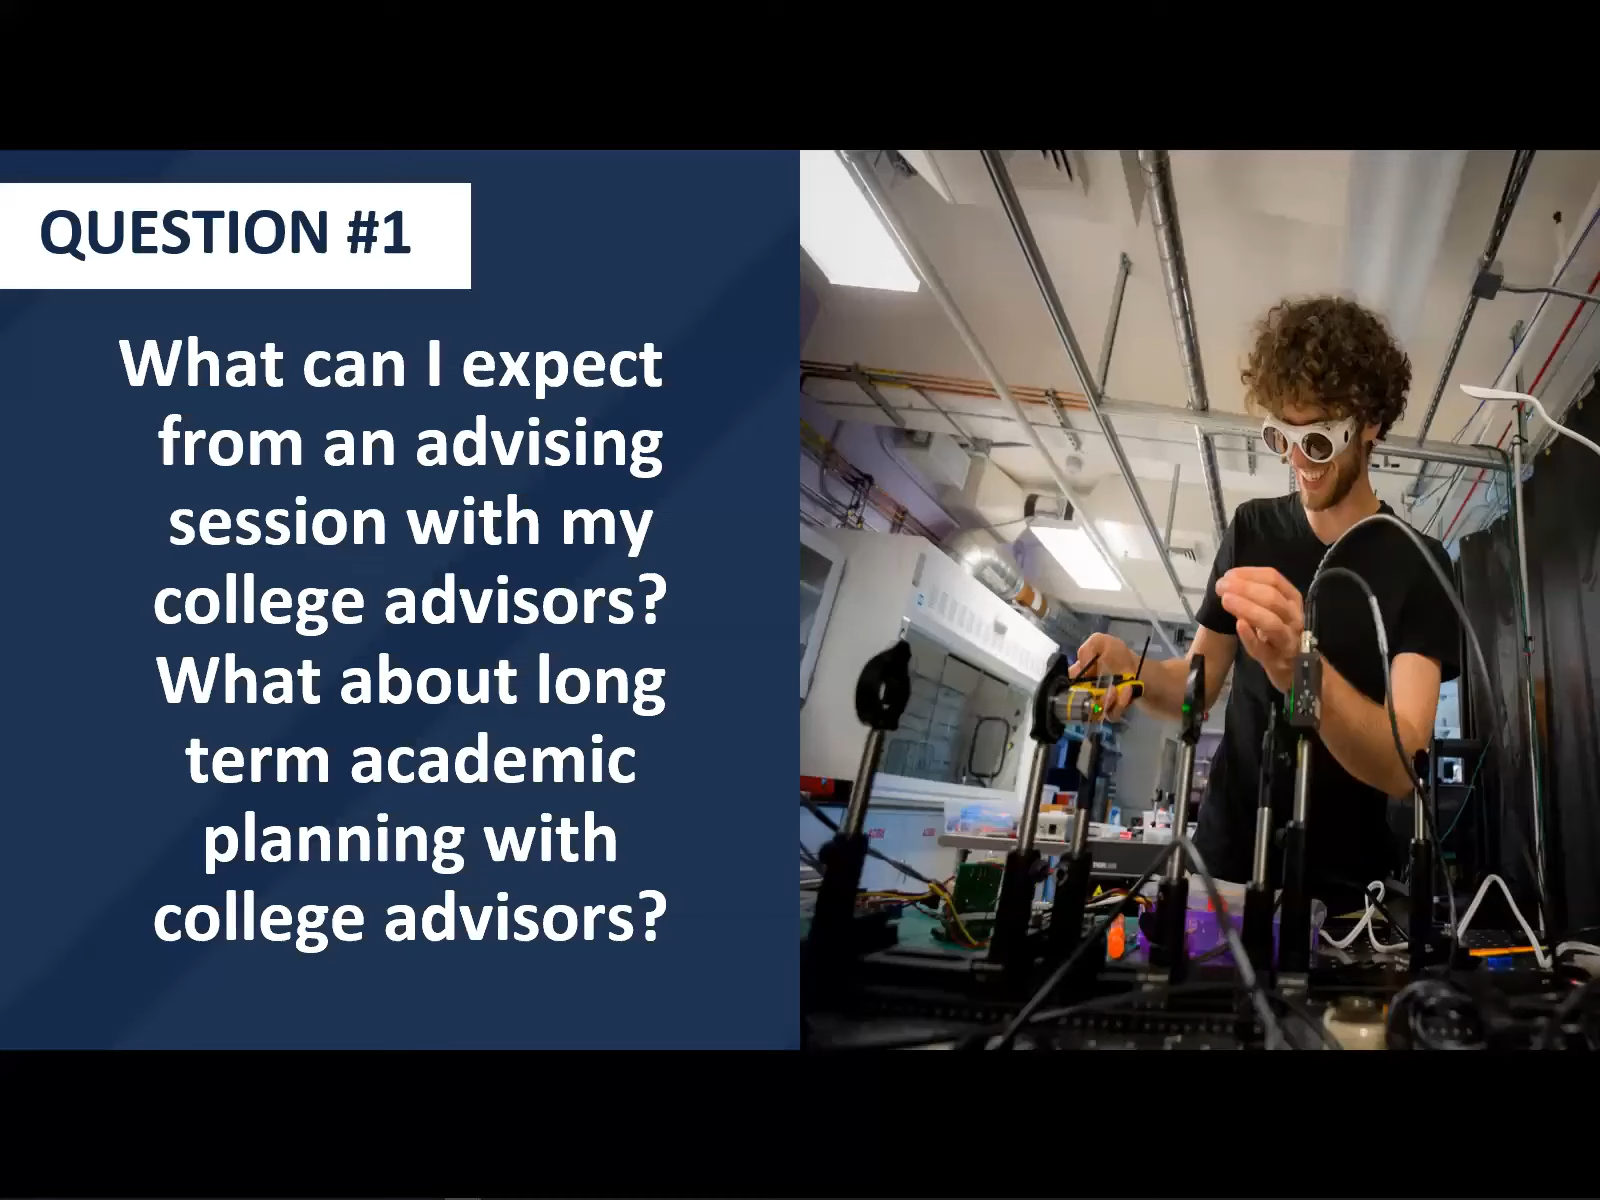 QUESTION #1
What can I expect
from an advising
session with my
college advisors?
What about long
term academic
planning with
college advisors?